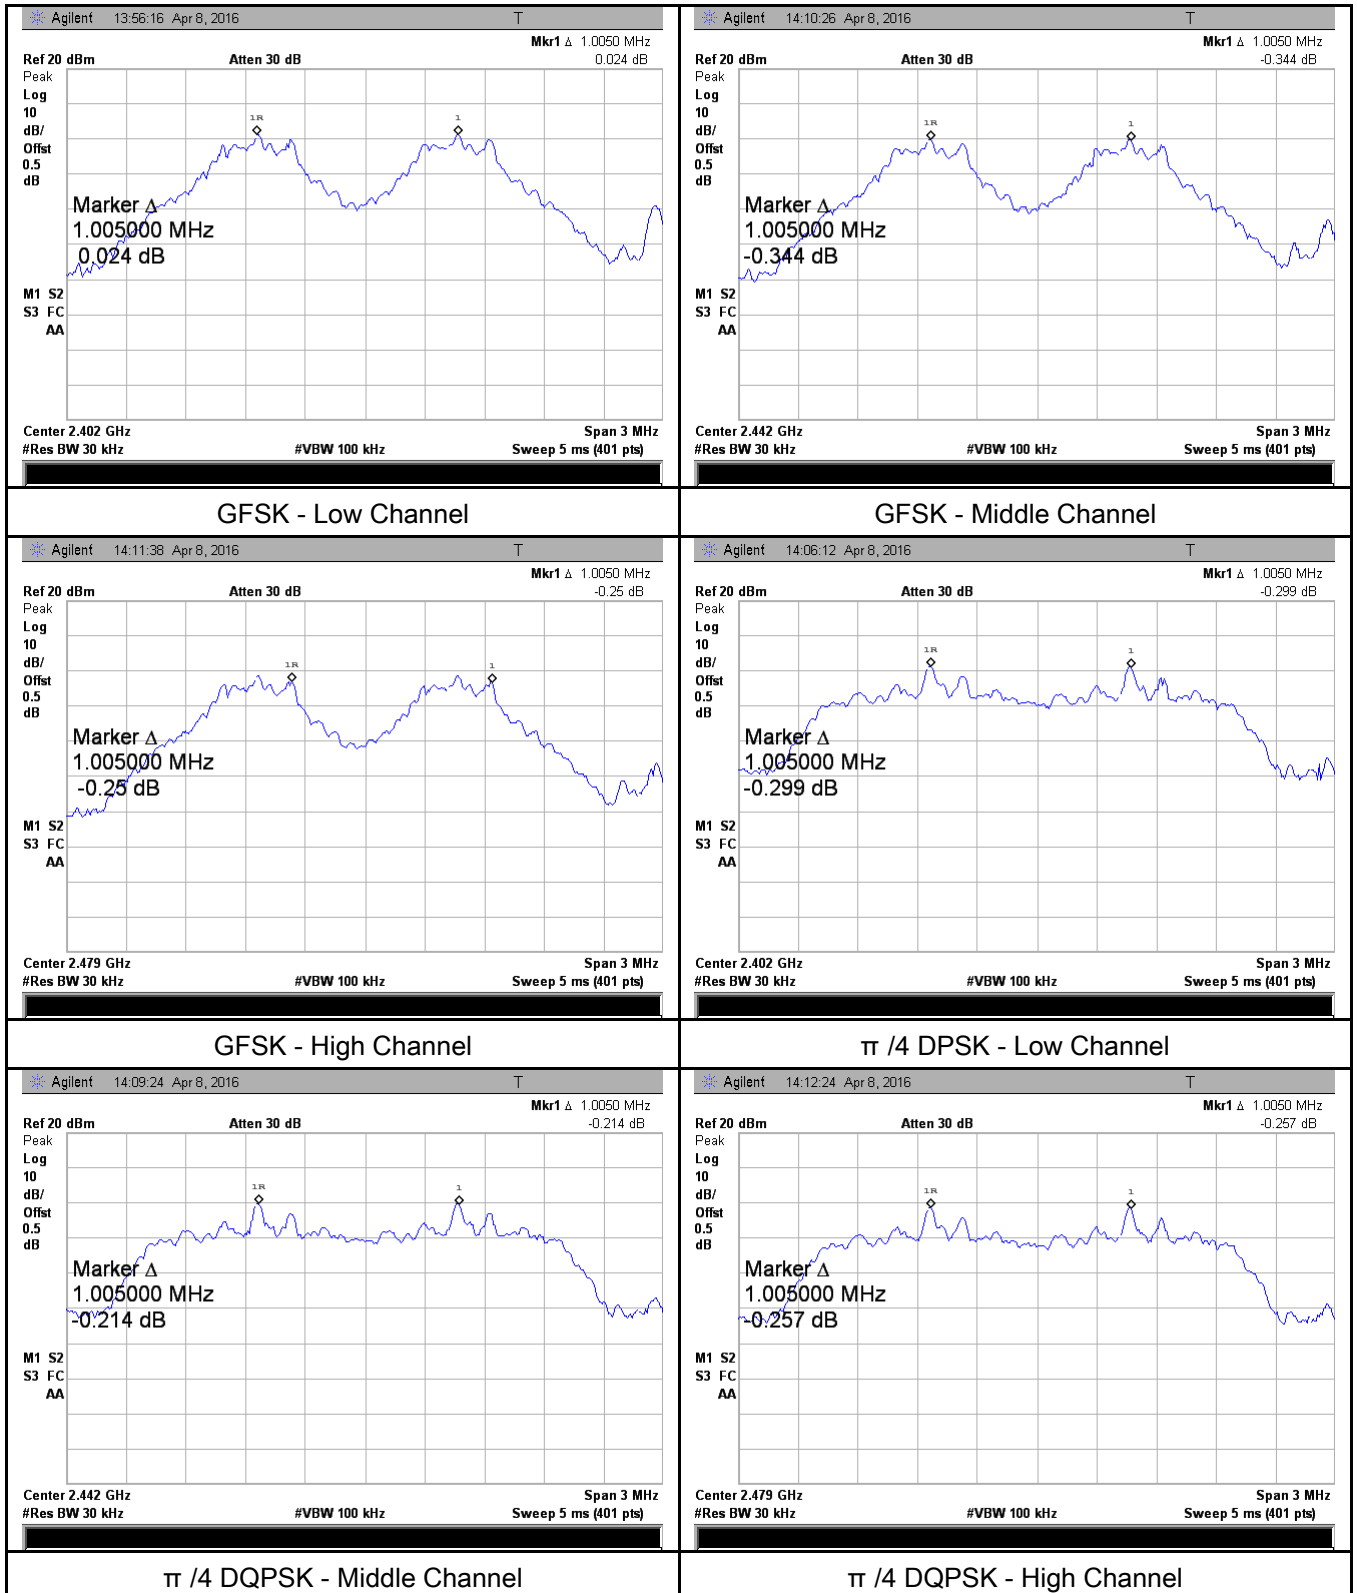 Agilent 13:56:16 Apr 8, 2016 T
Mkr1 Δ 1.0050 MHz
Ref 20 dBm Atten 30 dB 0.024 dB
Peak
Log
10
dB/
Offst
0.5
dB
1R 1
Marker Δ
1.005000 MHz
0.024 dB
M1 S2
S3 FC
AA
Center 2.402 GHz Span 3 MHz
#Res BW 30 kHz #VBW 100 kHz Sweep 5 ms (401 pts)
GFSK - Low Channel
Agilent 14:10:26 Apr 8, 2016 T
Mkr1 Δ 1.0050 MHz
Ref 20 dBm Atten 30 dB -0.344 dB
Peak
Log
10
dB/
Offst
0.5
dB
1R 1
Marker Δ
1.005000 MHz
-0.344 dB
M1 S2
S3 FC
AA
Center 2.442 GHz Span 3 MHz
#Res BW 30 kHz #VBW 100 kHz Sweep 5 ms (401 pts)
GFSK - Middle Channel
Agilent 14:11:38 Apr 8, 2016 T
Mkr1 Δ 1.0050 MHz
Ref 20 dBm Atten 30 dB -0.25 dB
Peak
Log
10
dB/
Offst
0.5
dB
1R 1
Marker Δ
1.005000 MHz
-0.25 dB
M1 S2
S3 FC
AA
Center 2.479 GHz Span 3 MHz
#Res BW 30 kHz #VBW 100 kHz Sweep 5 ms (401 pts)
GFSK - High Channel
Agilent 14:06:12 Apr 8, 2016 T
Mkr1 Δ 1.0050 MHz
Ref 20 dBm Atten 30 dB -0.299 dB
Peak
Log
10
dB/
Offst
0.5
dB
1R 1
Marker Δ
1.005000 MHz
-0.299 dB
M1 S2
S3 FC
AA
Center 2.402 GHz Span 3 MHz
#Res BW 30 kHz #VBW 100 kHz Sweep 5 ms (401 pts)
π /4 DPSK - Low Channel
Agilent 14:09:24 Apr 8, 2016 T
Mkr1 Δ 1.0050 MHz
Ref 20 dBm Atten 30 dB -0.214 dB
Peak
Log
10
dB/
Offst
0.5
dB
1R 1
Marker Δ
1.005000 MHz
-0.214 dB
M1 S2
S3 FC
AA
Center 2.442 GHz Span 3 MHz
#Res BW 30 kHz #VBW 100 kHz Sweep 5 ms (401 pts)
π /4 DQPSK - Middle Channel
Agilent 14:12:24 Apr 8, 2016 T
Mkr1 Δ 1.0050 MHz
Ref 20 dBm Atten 30 dB -0.257 dB
Peak
Log
10
dB/
Offst
0.5
dB
1R 1
Marker Δ
1.005000 MHz
-0.257 dB
M1 S2
S3 FC
AA
Center 2.479 GHz Span 3 MHz
#Res BW 30 kHz #VBW 100 kHz Sweep 5 ms (401 pts)
π /4 DQPSK - High Channel